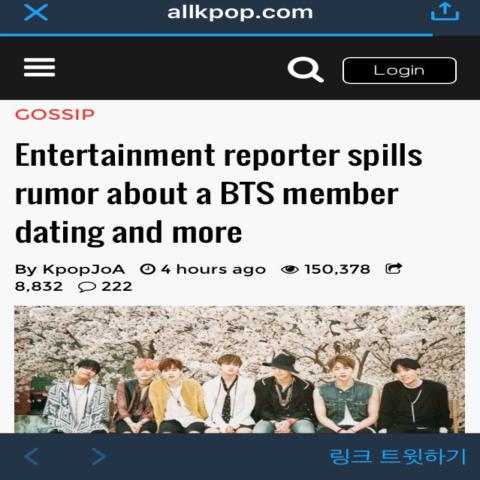 allkpop.com
Login
GOSSIP
Entertainment reporter spills
rumor about a BTS member
dating and more
By KpopJoA 4 hours ago 150,378
8,832 222
링크 트윗하기